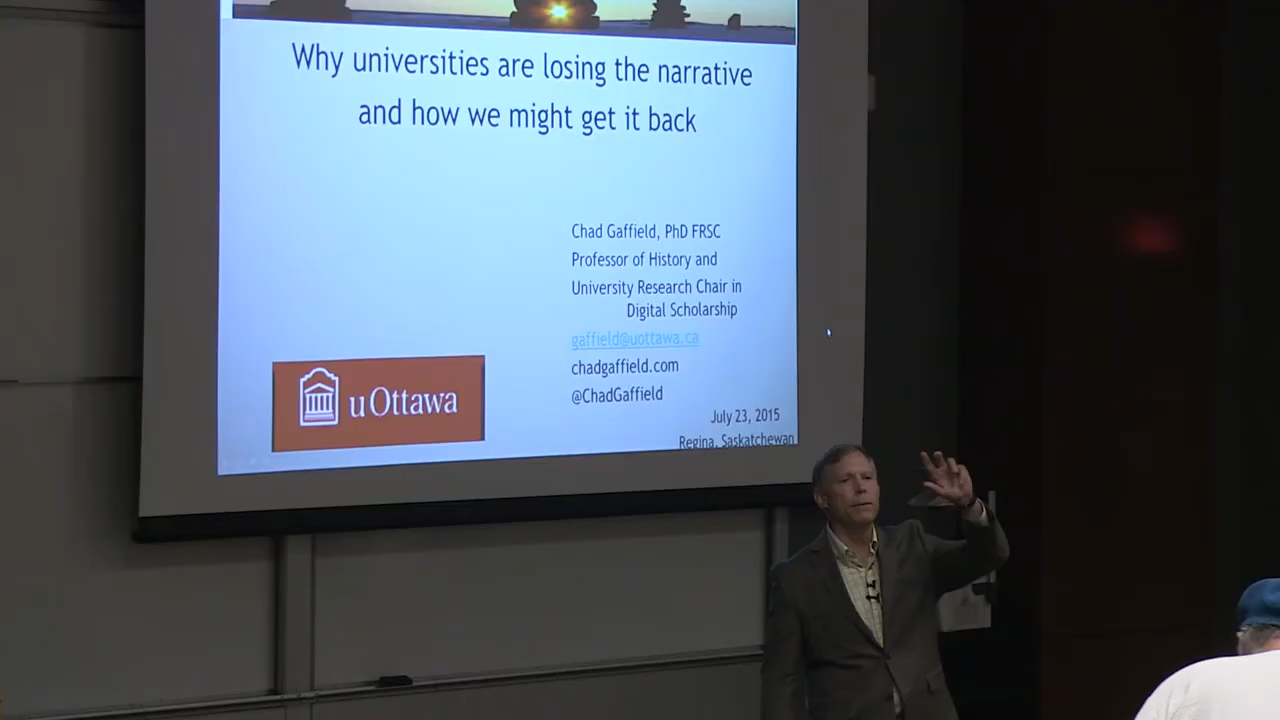 Why universities are losing the narrative
and how we might get it back
Chad Gaffield, PhD FRSC
Professor of History and
University Research Chair in
Digital Scholarship
gaffield@uottawa.ca
chadgaffield.com
@ChadGaffield
uOttawa
July 23, 2015
Regina, Saskatchewan